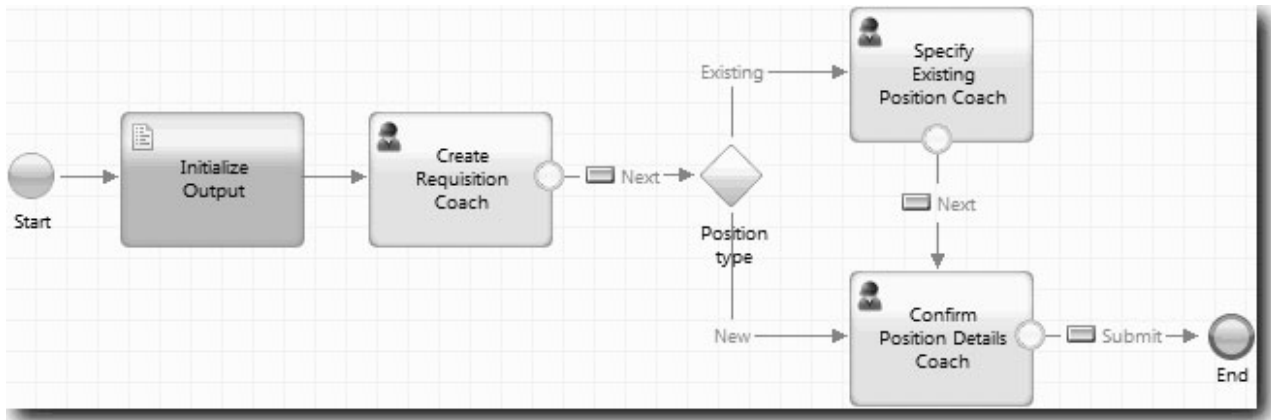 Start
Initialize
Output
Create
Requisition
Coach
Next
Position
type
Existing
Specify
Existing
Position Coach
Next
New
Confirm
Position Details
Coach
Submit
End